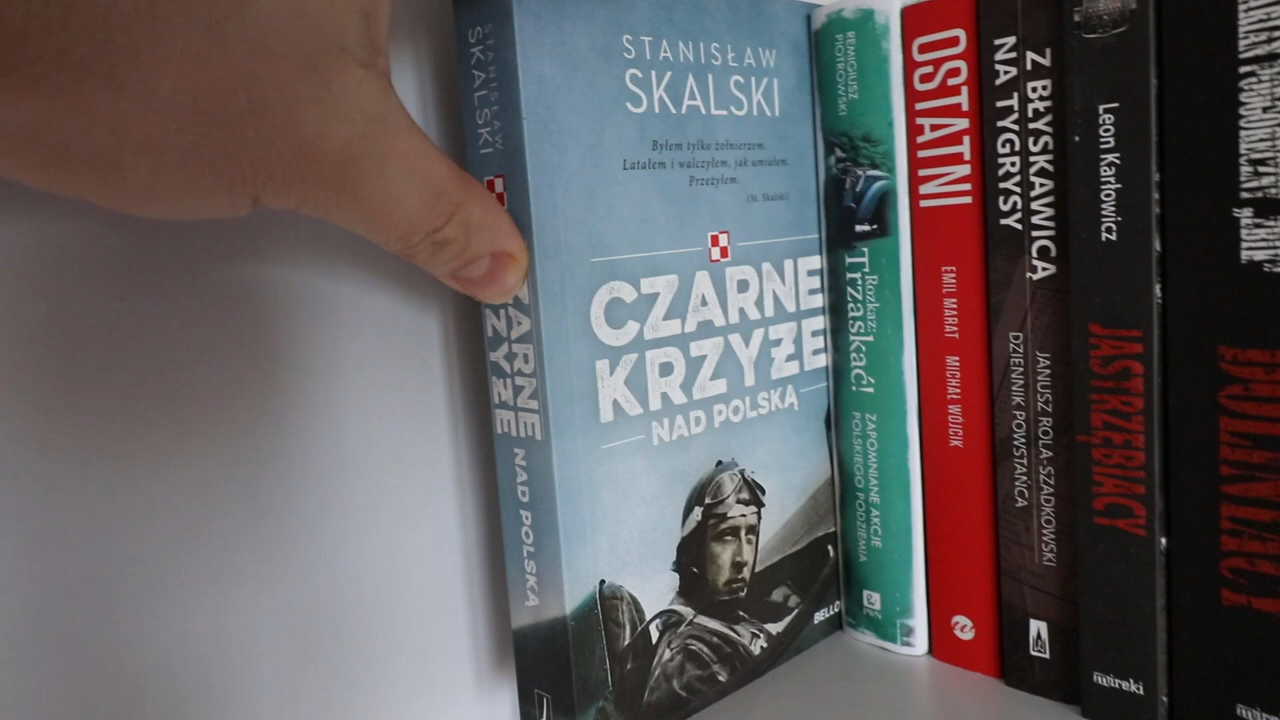 STANISŁAW
SKALSKI
NAD POLSKĄ
STANISŁAW
SKALSKI
Byłem tylko żołnierzem.
Latałem i walczyłem, jak umiałem.
Przeżyłem.
(St. Skalski)
CZARNE
KRZYŻE
NAD POLSKĄ
BELLO
REMIGIUSZ
PIOTROWSKI
Rozkaz:
Trzaskać!
ZAPOMNIANE AKCJE
POLSKIEGO PODZIEMIA
PWN
OSTATNI
EMIL MARAT MICHAŁ WÓJCIK
Z BŁYSKAWICĄ
NA TYGRYSY
JANUSZ ROLA-SZADKOWSKI
DZIENNIK POWSTAŃCA
Leon Karłowicz
JASTRZĘBIACY
mireki